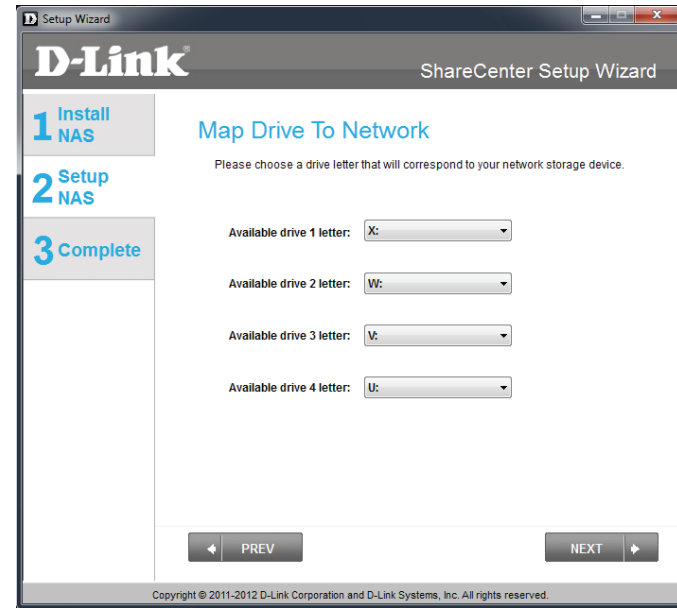 Setup Wizard
D-Link®
ShareCenter Setup Wizard
1 Install
NAS
2 Setup
NAS
3 Complete
Map Drive To Network
Please choose a drive letter that will correspond to your network storage device.
Available drive 1 letter: X:
Available drive 2 letter: W:
Available drive 3 letter: V:
Available drive 4 letter: U:
PREV
NEXT
Copyright © 2011-2012 D-Link Corporation and D-Link Systems, Inc. All rights reserved.